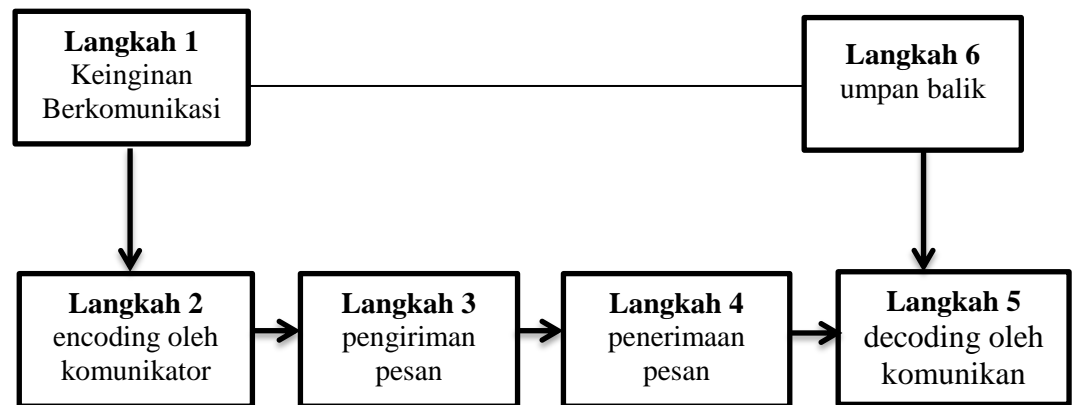 Langkah 1
Keinginan
Berkomunikasi
Langkah 6
umpan balik
Langkah 2
encoding oleh
komunikator
Langkah 3
pengiriman
pesan
Langkah 4
penerimaan
pesan
Langkah 5
decoding oleh
komunikan